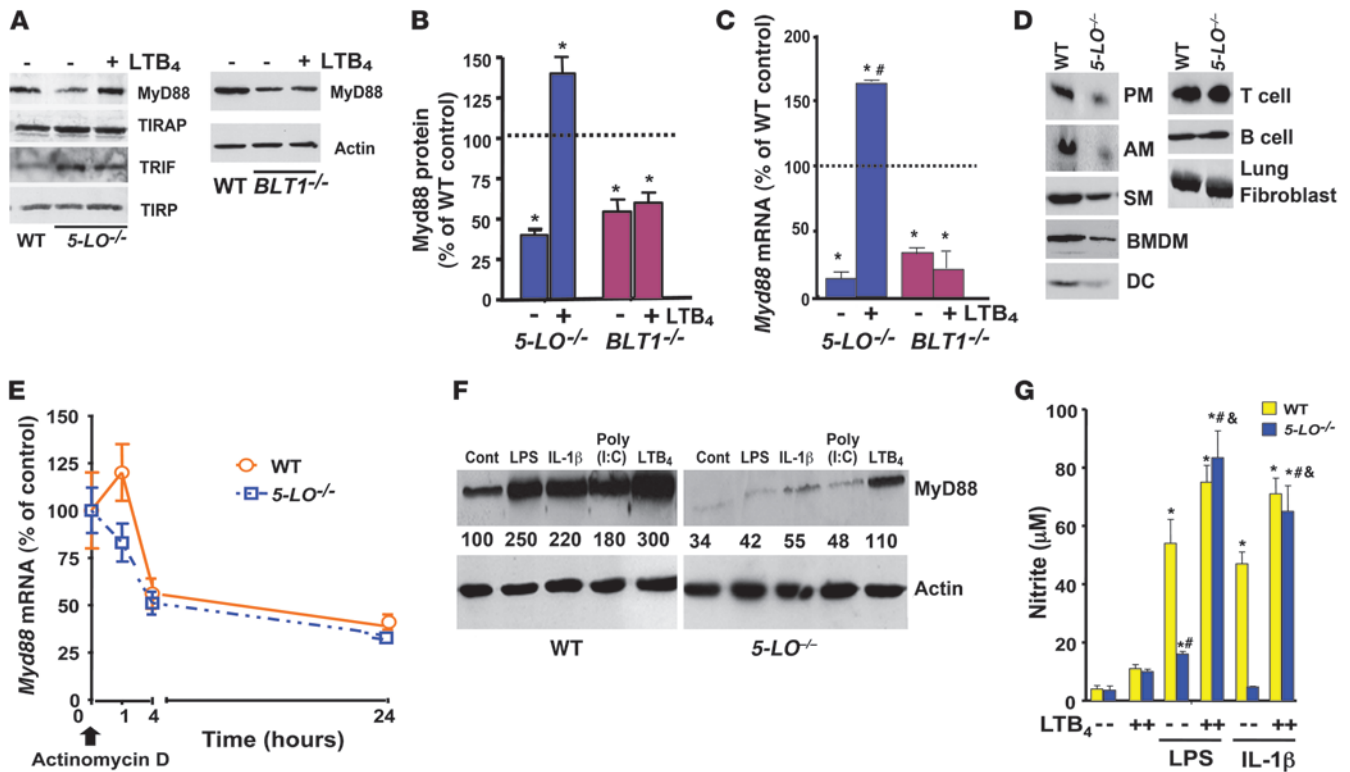 A
- - + LTB₄
MyD88
TIRAP
TRIF
TIRP
WT 5-LO⁻/⁻
- - + LTB₄
MyD88
Actin
WT BLT1⁻/⁻
B
Myd88 protein
(% of WT control)
150
125
100
75
50
25
0
* * * *
- + - + LTB₄
5-LO⁻/⁻ BLT1⁻/⁻
C
Myd88 mRNA (% of WT control)
200
150
100
50
0
* *# * *
- + - + LTB₄
5-LO⁻/⁻ BLT1⁻/⁻
D
WT 5-LO⁻/⁻
PM
AM
SM
BMDM
DC
WT 5-LO⁻/⁻
T cell
B cell
Lung
Fibroblast
E
Myd88 mRNA (% of control)
150
125
100
75
50
25
0
WT
5-LO⁻/⁻
0 1 4 24
Time (hours)
Actinomycin D
F
Cont LPS IL-1β Poly (I:C) LTB₄
Cont LPS IL-1β Poly (I:C) LTB₄
MyD88
100 250 220 180 300
34 42 55 48 110
Actin
WT 5-LO⁻/⁻
G
WT
5-LO⁻/⁻
Nitrite (μM)
100
80
60
40
20
0
* *# * *#& * * *#&
LTB₄ -- ++ -- ++ -- ++
LPS IL-1β